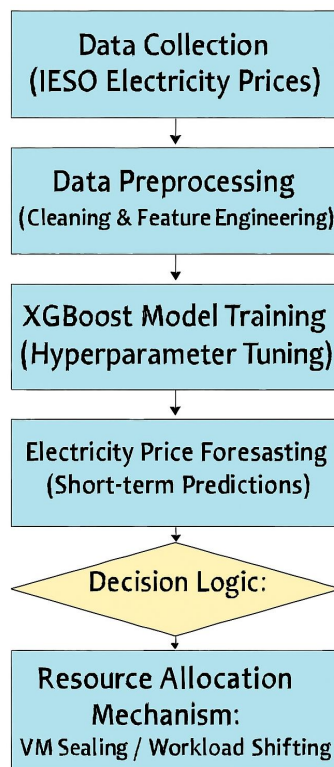 Data Collection
(IESO Electricity Prices)
Data Preprocessing
(Cleaning & Feature Engineering)
XGBoost Model Training
(Hyperparameter Tuning)
Electricity Price Foresasting
(Short-term Predictions)
Decision Logic:
Resource Allocation
Mechanism:
VM Sealing / Workload Shifting